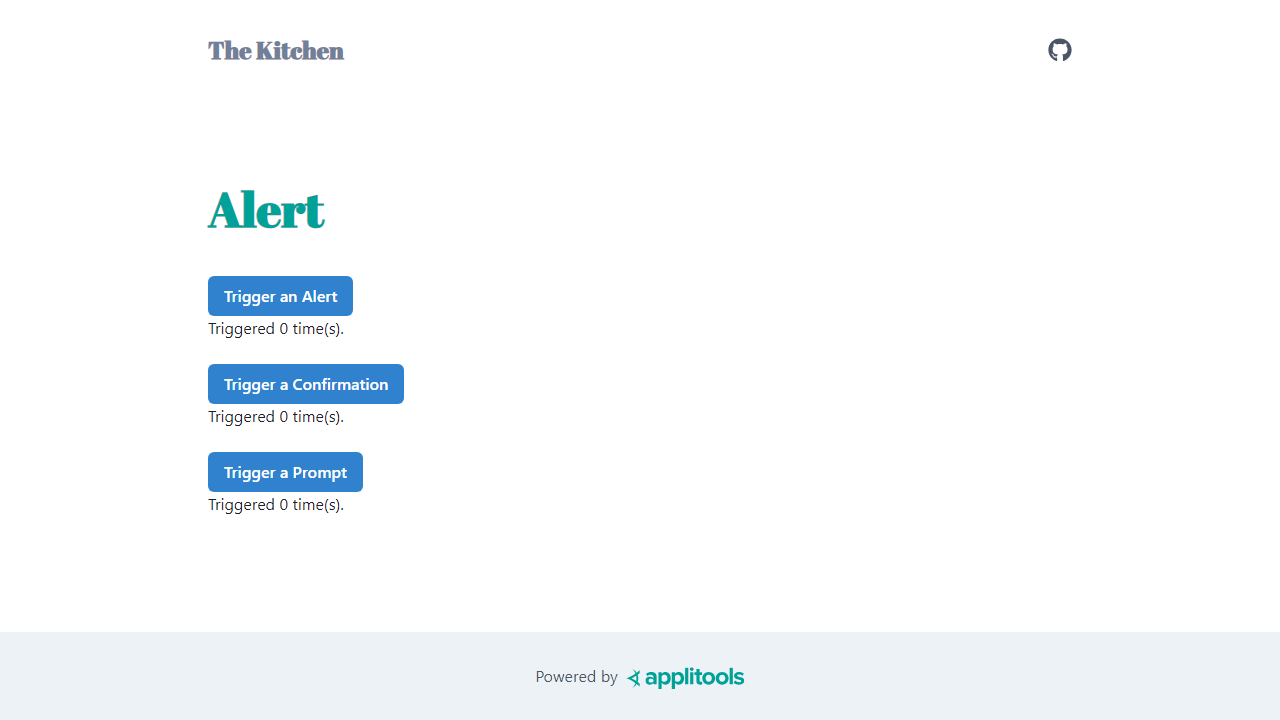 The Kitchen
Alert
Trigger an Alert
Triggered 0 time(s).
Trigger a Confirmation
Triggered 0 time(s).
Trigger a Prompt
Triggered 0 time(s).
Powered by applitools